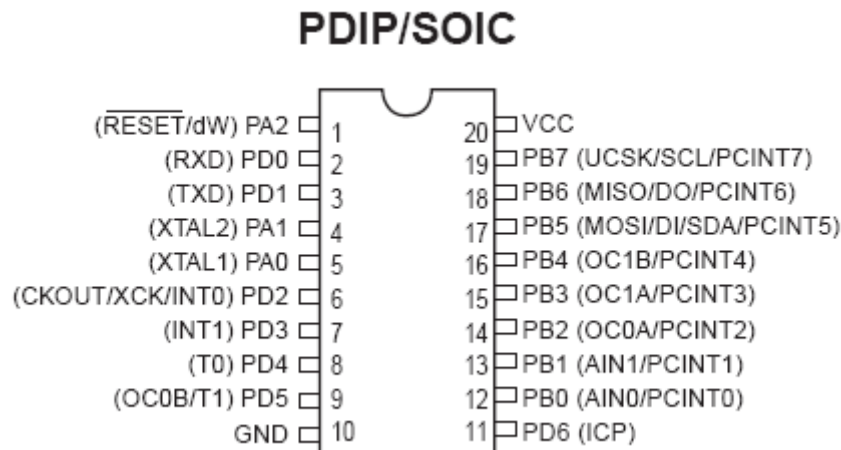 PDIP/SOIC
(RESET/dW) PA2 1 20 VCC
(RXD) PD0 2 19 PB7 (UCSK/SCL/PCINT7)
(TXD) PD1 3 18 PB6 (MISO/DO/PCINT6)
(XTAL2) PA1 4 17 PB5 (MOSI/DI/SDA/PCINT5)
(XTAL1) PA0 5 16 PB4 (OC1B/PCINT4)
(CKOUT/XCK/INT0) PD2 6 15 PB3 (OC1A/PCINT3)
(INT1) PD3 7 14 PB2 (OC0A/PCINT2)
(T0) PD4 8 13 PB1 (AIN1/PCINT1)
(OC0B/T1) PD5 9 12 PB0 (AIN0/PCINT0)
GND 10 11 PD6 (ICP)